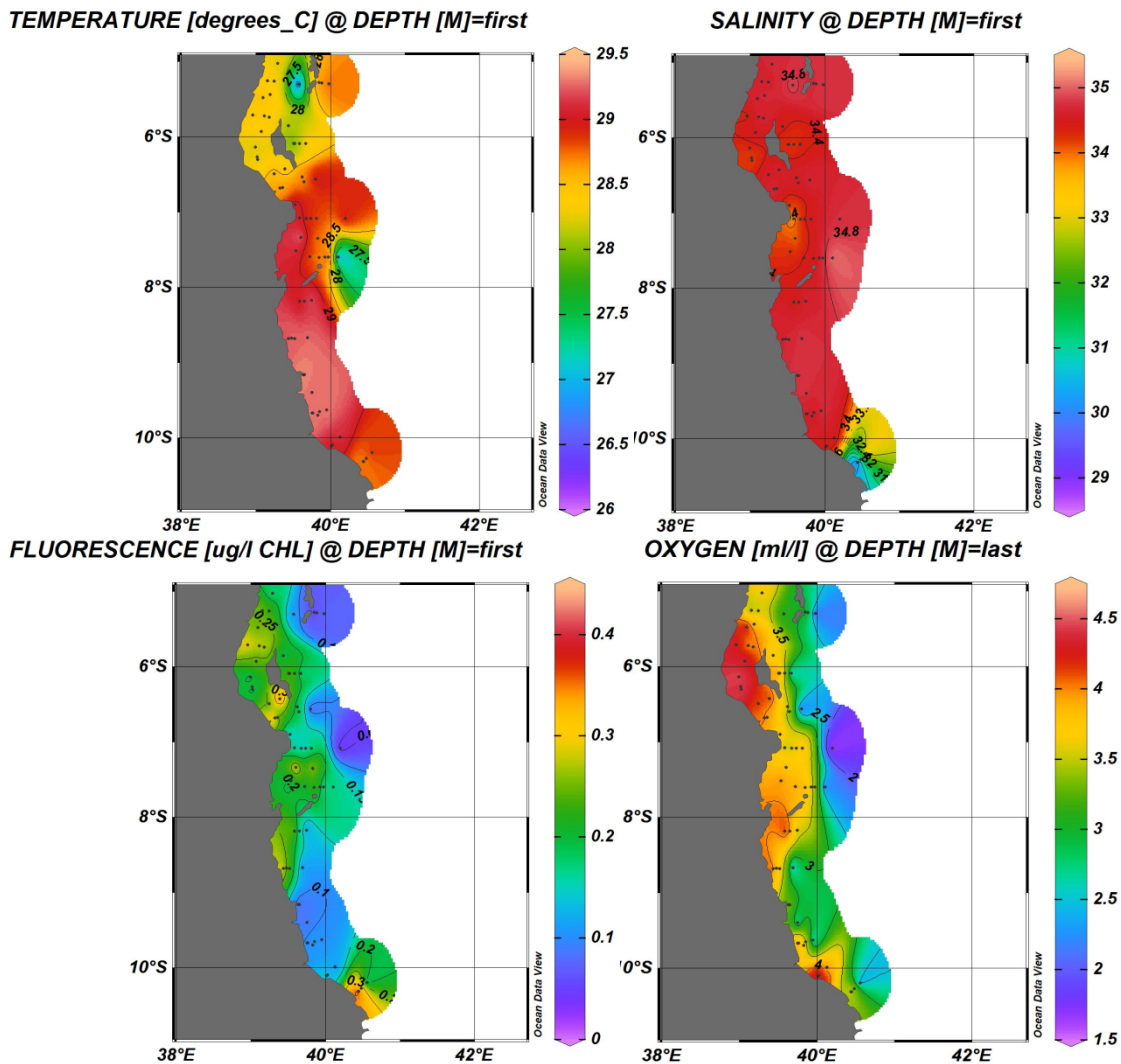 TEMPERATURE [degrees_C] @ DEPTH [M]=first
27.5
28
28.5
27.5
28
29
6°S
8°S
10°S
38°E
40°E
42°E
29.5
29
28.5
28
27.5
27
26.5
26
Ocean Data View
SALINITY @ DEPTH [M]=first
34.8
34.4
34.8
34
33.
32
31
6°S
8°S
10°S
38°E
40°E
42°E
35
34
33
32
31
30
29
Ocean Data View
FLUORESCENCE [ug/l CHL] @ DEPTH [M]=first
0.25
0.2
0.1
0.2
0.3
6°S
8°S
10°S
38°E
40°E
42°E
0.4
0.3
0.2
0.1
0
Ocean Data View
OXYGEN [ml/l] @ DEPTH [M]=last
3.5
2.5
2
3
4
6°S
8°S
0°S
38°E
40°E
42°E
4.5
4
3.5
3
2.5
2
1.5
Ocean Data View